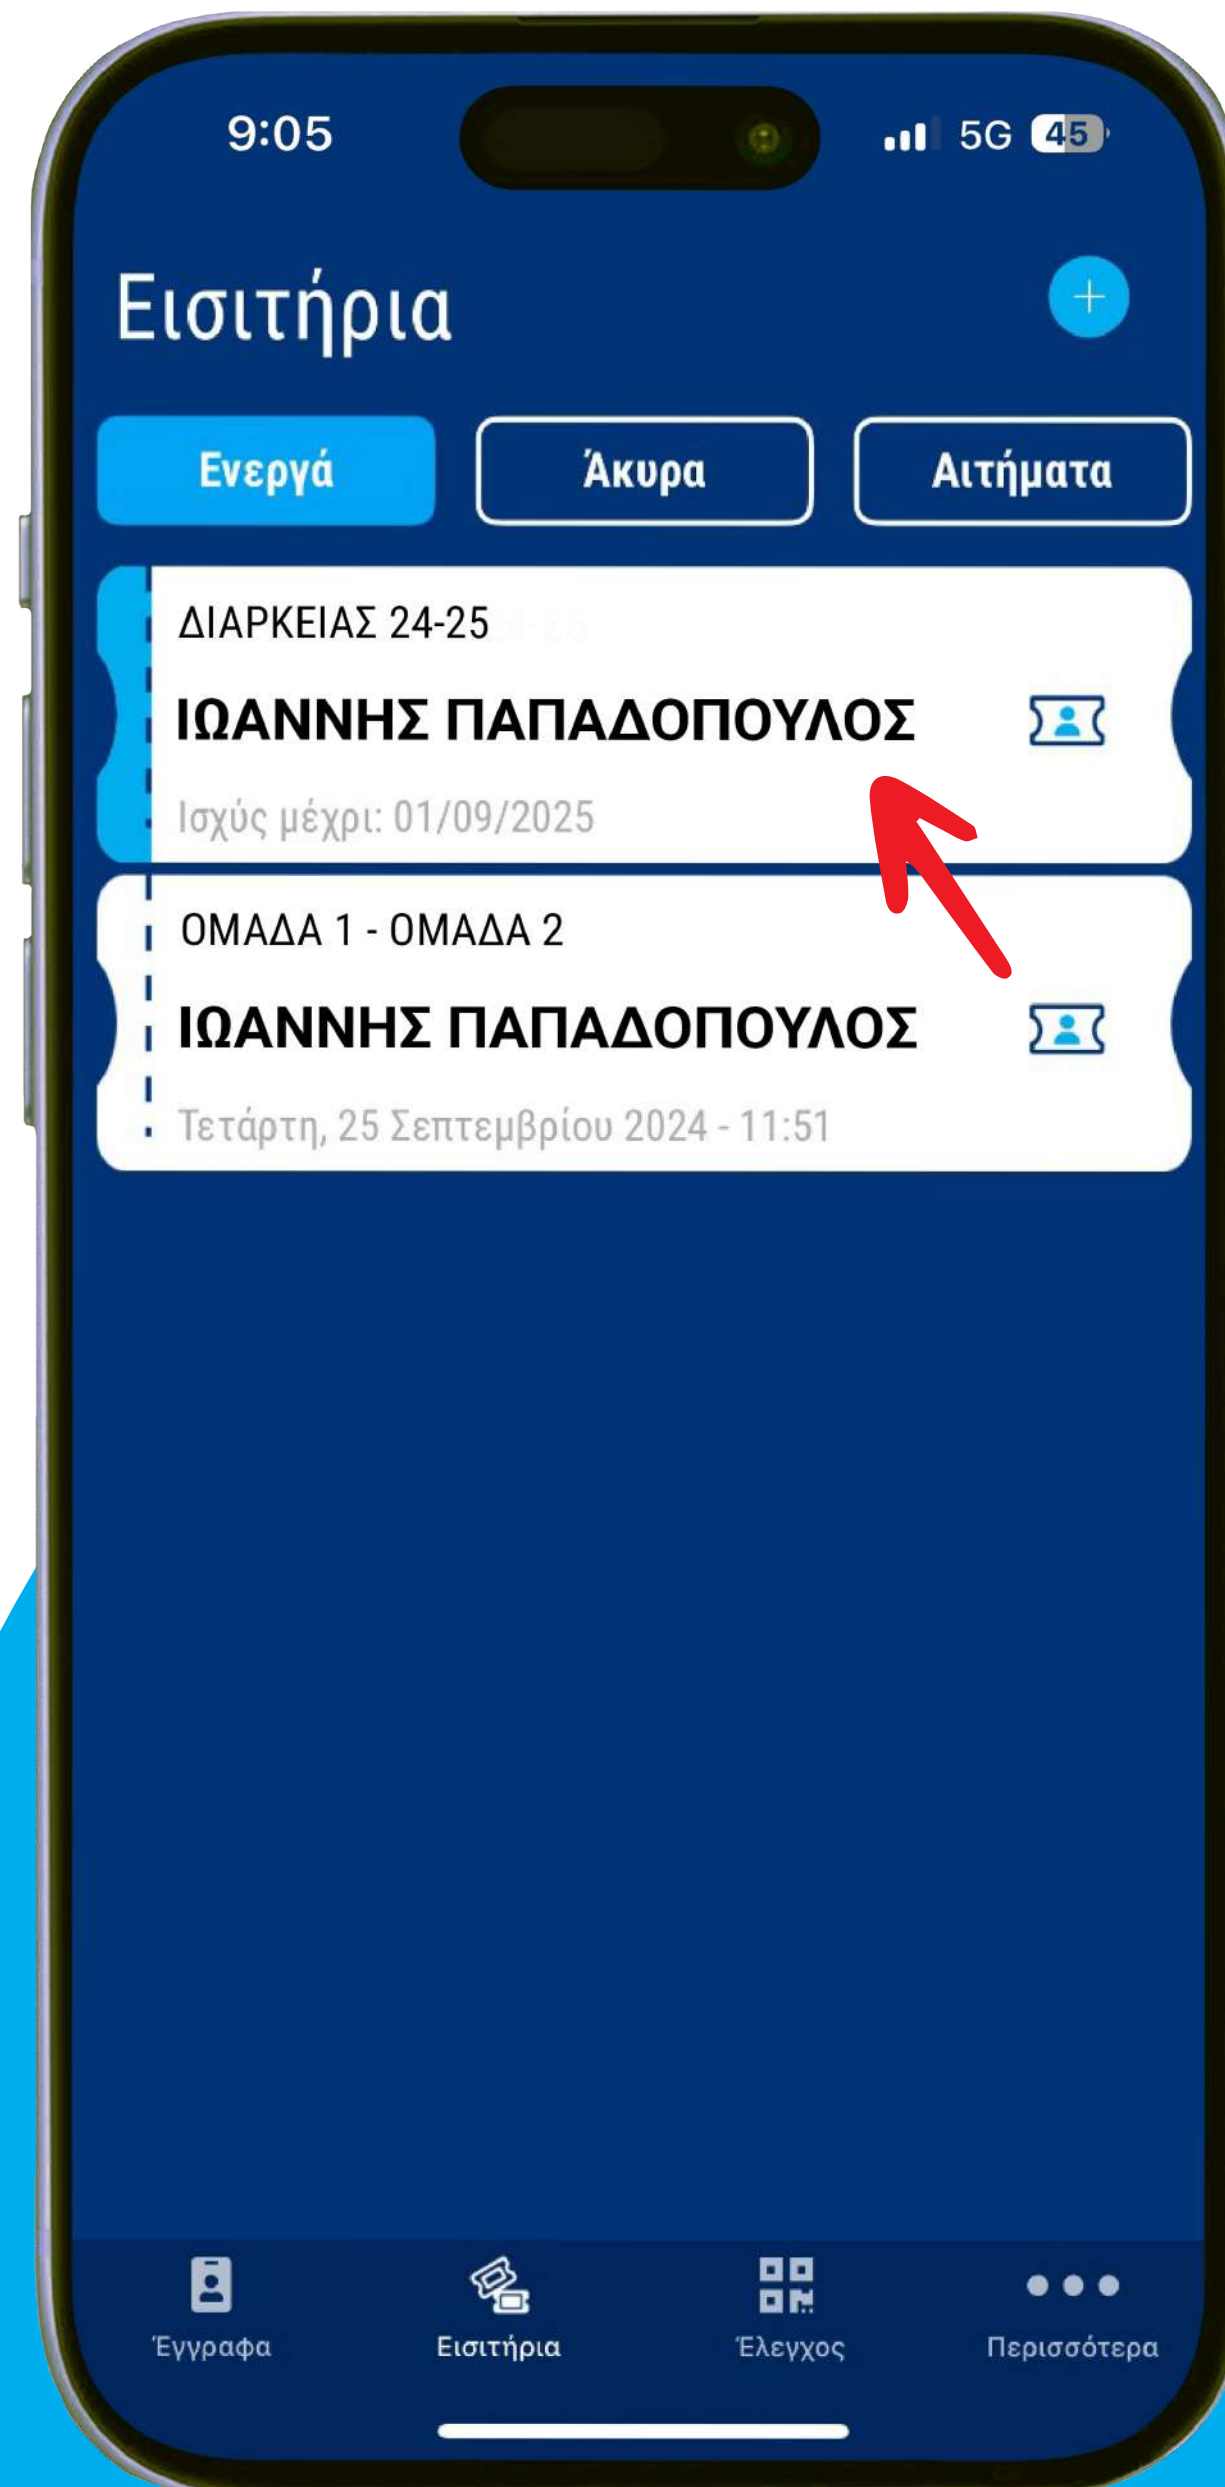 9:05
5G 45
Εισιτήρια
Ενεργά
Άκυρα
Αιτήματα
ΔΙΑΡΚΕΙΑΣ 24-25
ΙΩΑΝΝΗΣ ΠΑΠΑΔΟΠΟΥΛΟΣ
Ισχύς μέχρι: 01/09/2025
ΟΜΑΔΑ 1 - ΟΜΑΔΑ 2
ΙΩΑΝΝΗΣ ΠΑΠΑΔΟΠΟΥΛΟΣ
Τετάρτη, 25 Σεπτεμβρίου 2024 - 11:51
Έγγραφα
Εισιτήρια
Έλεγχος
Περισσότερα